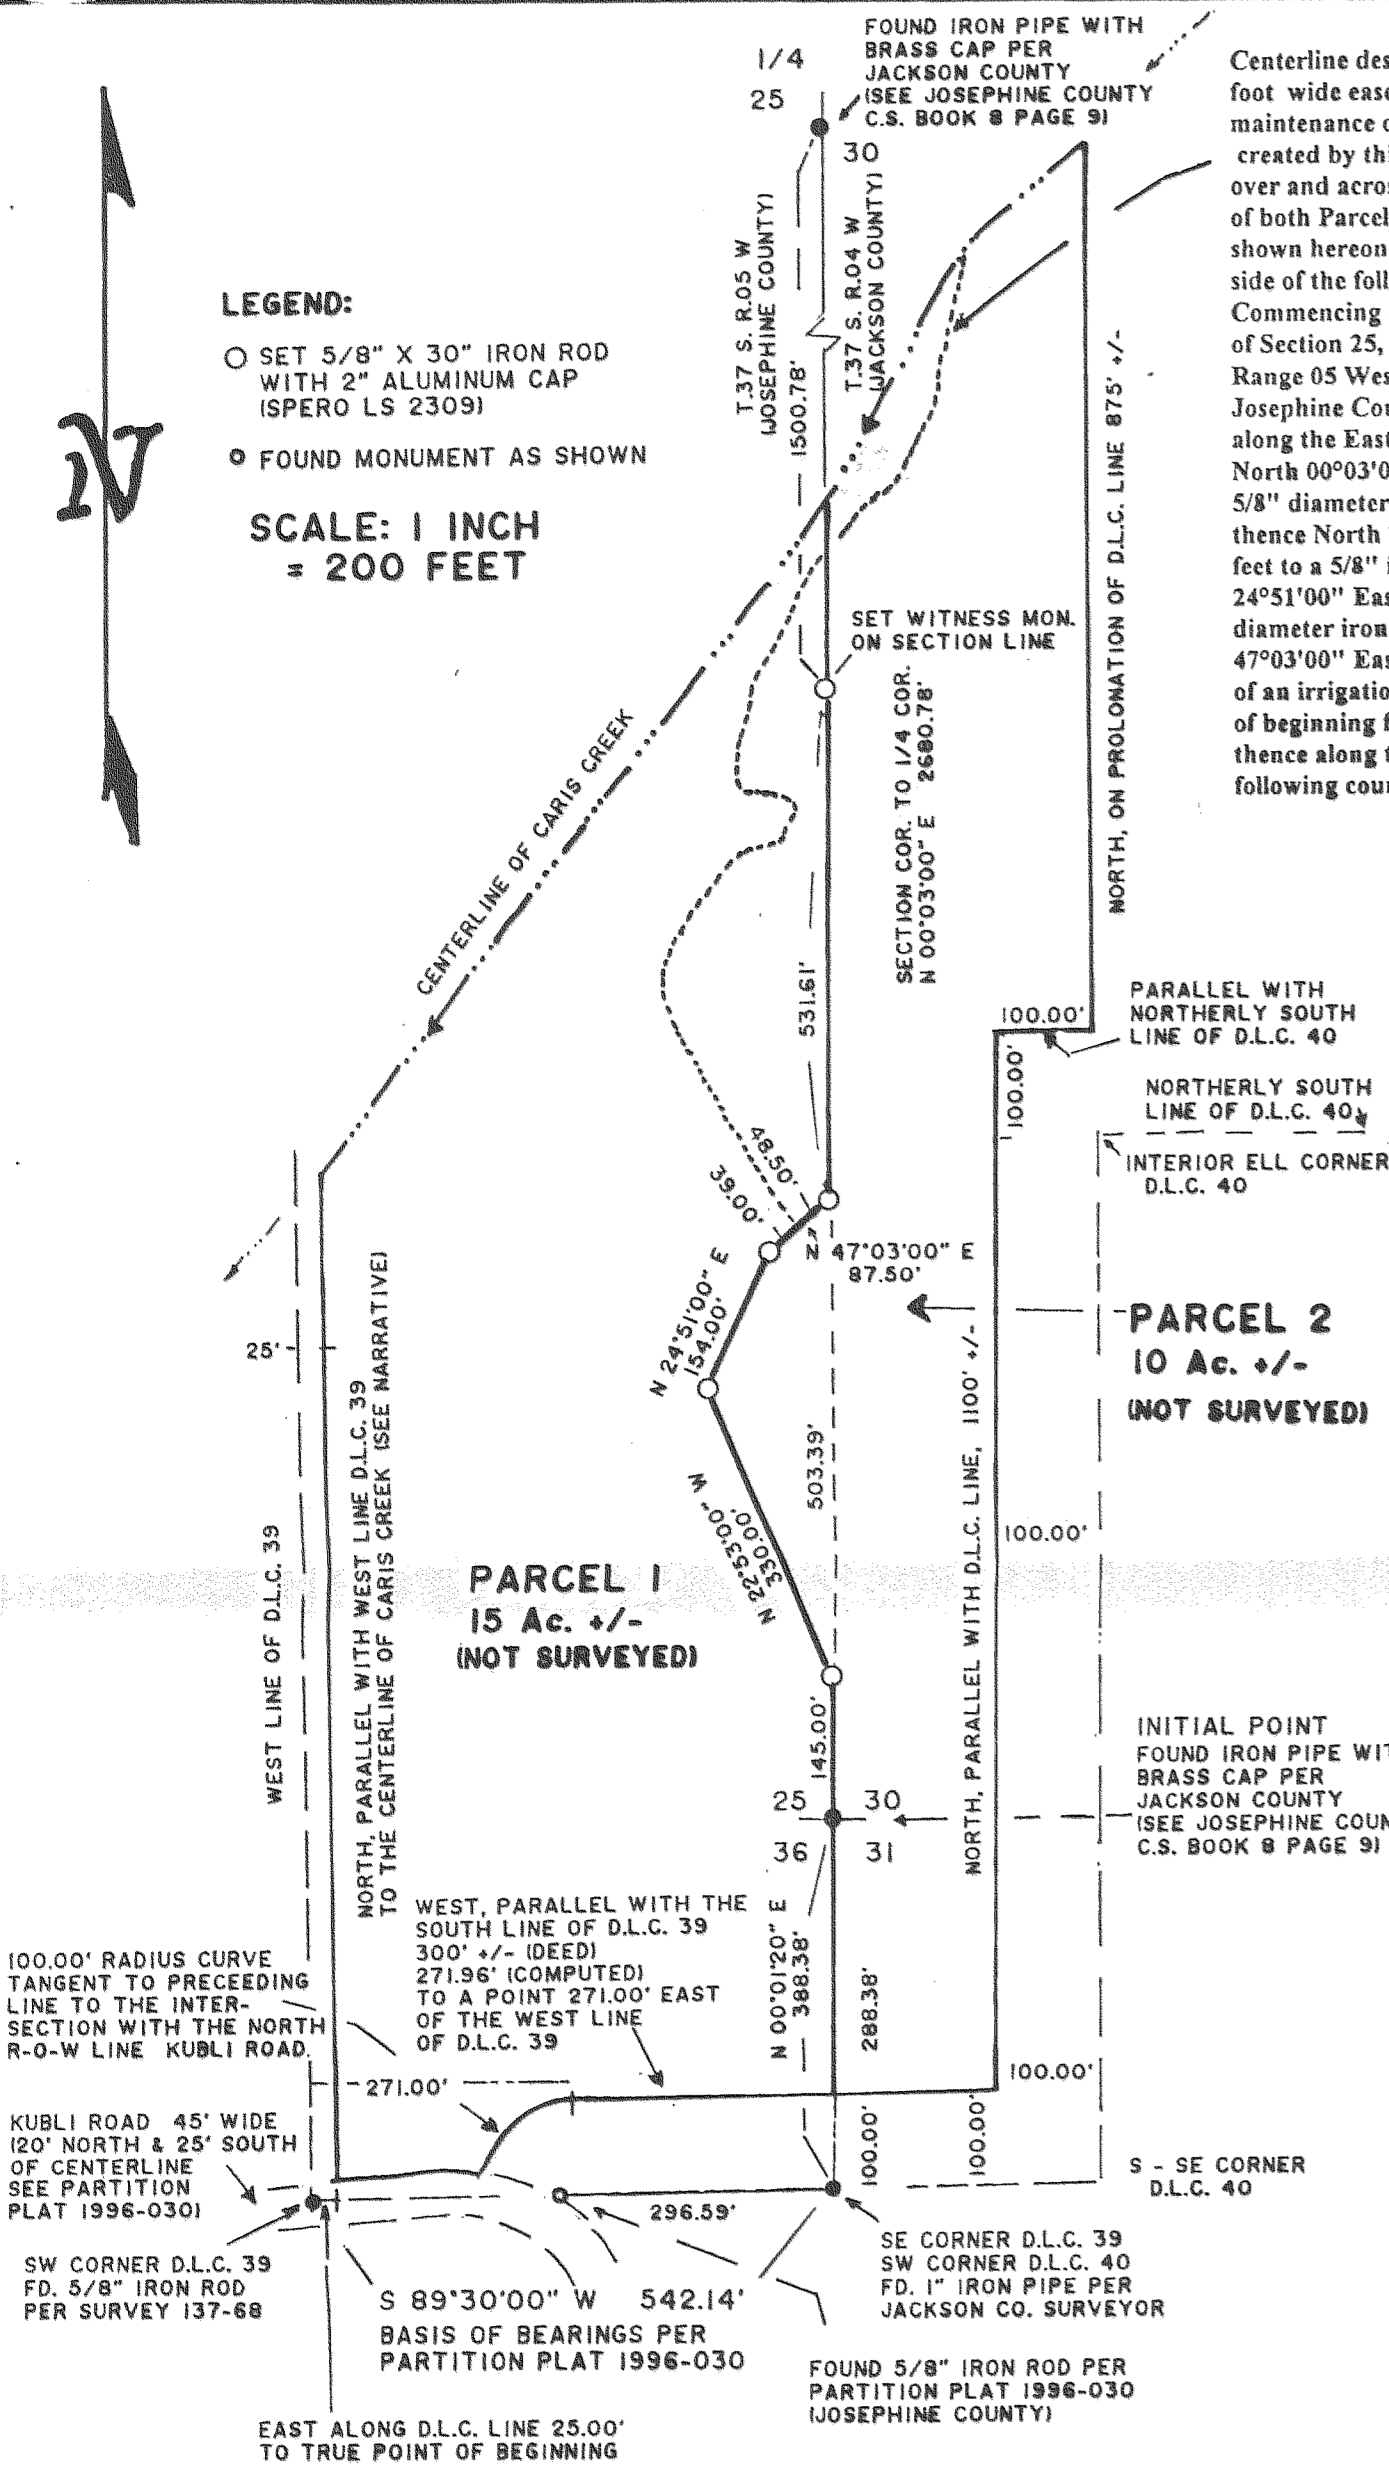 FOUND IRON PIPE WITH
BRASS CAP PER
JACKSON COUNTY
(SEE JOSEPHINE COUNTY
C.S. BOOK 8 PAGE 9)
1/4
25
30
T.37 S. R.05 W
(JOSEPHINE COUNTY)
T.37 S. R.04 W
(JACKSON COUNTY)
1500.78'
LEGEND:
SET 5/8" X 30" IRON ROD
WITH 2" ALUMINUM CAP
(SPERO LS 2309)
FOUND MONUMENT AS SHOWN
N
SCALE: 1 INCH
= 200 FEET
Centerline des
foot wide ease
maintenance o
created by thi
over and acros
of both Parcel
shown hereon
side of the foll
Commencing
of Section 25,
Range 05 Wes
Josephine Cou
along the East
North 00°03'0
5/8" diameter
thence North
feet to a 5/8" i
24°51'00" Eas
diameter iron
47°03'00" Eas
of an irrigatio
of beginning f
thence along t
following cour
SET WITNESS MON.
ON SECTION LINE
SECTION COR. TO 1/4 COR.
N 00°03'00" E 2680.78'
NORTH, ON PROLONATION OF D.L.C. LINE 875' +/-
CENTERLINE OF CARIS CREEK
531.61'
100.00'
100.00'
PARALLEL WITH
NORTHERLY SOUTH
LINE OF D.L.C. 40
NORTHERLY SOUTH
LINE OF D.L.C. 40
INTERIOR ELL CORNER
D.L.C. 40
48.50'
39.00'
N 47°03'00" E
87.50'
N 24°51'00" E
154.00'
PARCEL 2
10 Ac. +/-
(NOT SURVEYED)
25'
503.39'
N 22°53'00" W
330.00'
NORTH, PARALLEL WITH D.L.C. LINE, 1100' +/-
100.00'
WEST LINE OF D.L.C. 39
NORTH, PARALLEL WITH WEST LINE D.L.C. 39
TO THE CENTERLINE OF CARIS CREEK (SEE NARRATIVE)
PARCEL 1
15 Ac. +/-
(NOT SURVEYED)
145.00'
25 30
36 31
INITIAL POINT
FOUND IRON PIPE WIT
BRASS CAP PER
JACKSON COUNTY
(SEE JOSEPHINE COUN
C.S. BOOK 8 PAGE 9)
WEST, PARALLEL WITH THE
SOUTH LINE OF D.L.C. 39
300' +/- (DEED)
271.96' (COMPUTED)
TO A POINT 271.00' EAST
OF THE WEST LINE
OF D.L.C. 39
N 00°01'20" E
388.38'
288.38'
100.00' RADIUS CURVE
TANGENT TO PRECEEDING
LINE TO THE INTER-
SECTION WITH THE NORTH
R-O-W LINE KUBLI ROAD.
271.00'
100.00'
100.00'
100.00'
KUBLI ROAD 45' WIDE
(20' NORTH & 25' SOUTH
OF CENTERLINE
SEE PARTITION
PLAT 1996-030)
S - SE CORNER
D.L.C. 40
296.59'
SW CORNER D.L.C. 39
FD. 5/8" IRON ROD
PER SURVEY 137-68
SE CORNER D.L.C. 39
SW CORNER D.L.C. 40
FD. 1" IRON PIPE PER
JACKSON CO. SURVEYOR
S 89°30'00" W 542.14'
BASIS OF BEARINGS PER
PARTITION PLAT 1996-030
FOUND 5/8" IRON ROD PER
PARTITION PLAT 1996-030
(JOSEPHINE COUNTY)
EAST ALONG D.L.C. LINE 25.00'
TO TRUE POINT OF BEGINNING